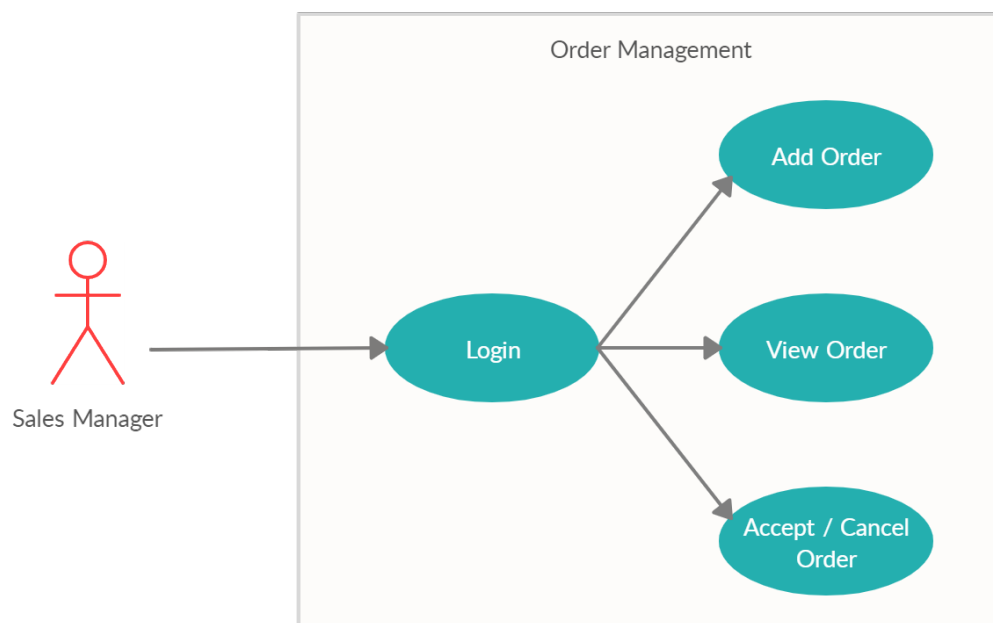 Order Management
Add Order
Login
View Order
Sales Manager
Accept / Cancel
Order